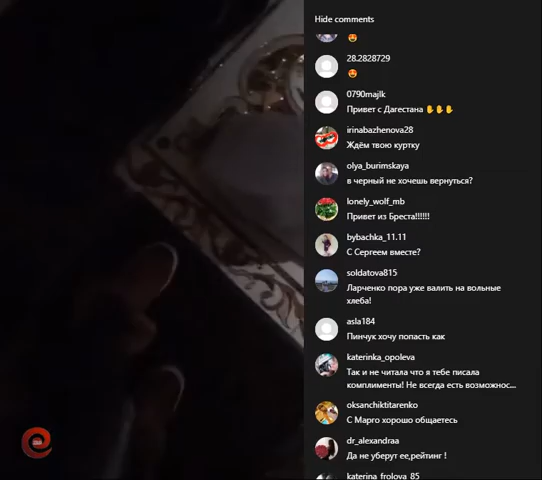 Hide comments
28.2828729
0790majlk
Привет с Дагестана
irinabazhenova28
Ждём твою куртку
olya_burimskaya
в черный не хочешь вернуться?
lonely_wolf_mb
Привет из Бреста!!!!!!
bybachka_11.11
С Сергеем вместе?
soldatova815
Ларченко пора уже валить на вольные
хлеба!
asla184
Пинчук хочу попасть как
katerinka_opoleva
Так и не читала что я тебе писала
комплименты! Не всегда есть возможнос...
oksanchiktitarenko
С Марго хорошо общаетесь
dr_alexandraa
Да не уберут ее,рейтинг !
katerina_frolova_85